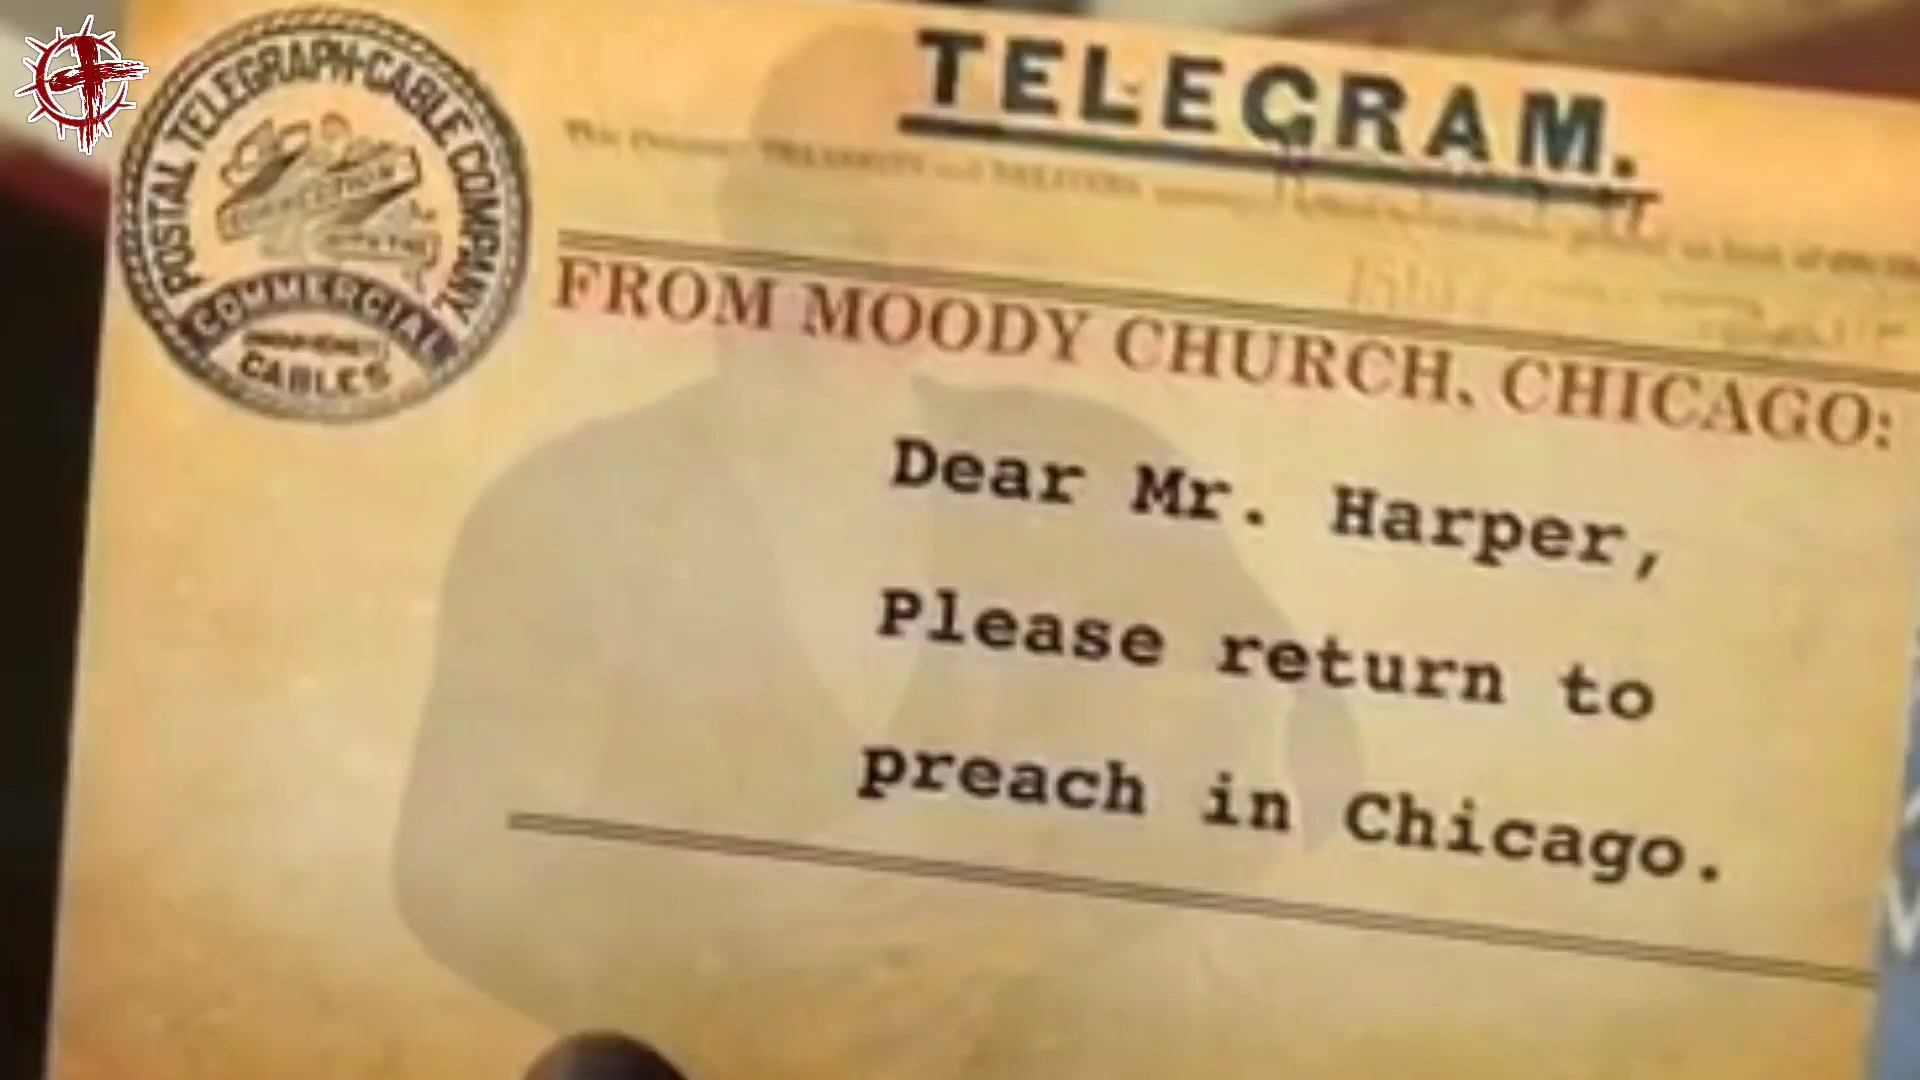 TELEGRAM.
POSTAL TELEGRAPH-CABLE COMPANY
COMMERCIAL
CABLES
FROM MOODY CHURCH, CHICAGO:
Dear Mr. Harper,
Please return to
preach in Chicago.